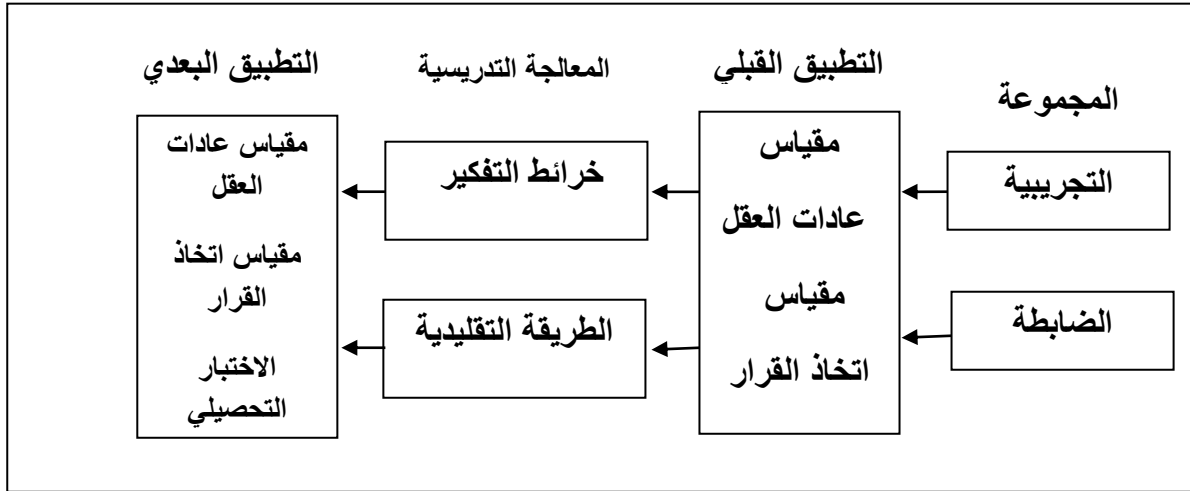 المجموعة
التجريبية
الضابطة
التطبيق القبلي
مقياس
عادات العقل
مقياس
اتخاذ القرار
المعالجة التدريسية
خرائط التفكير
الطريقة التقليدية
التطبيق البعدي
مقياس عادات
العقل
مقياس اتخاذ
القرار
الاختبار
التحصيلي